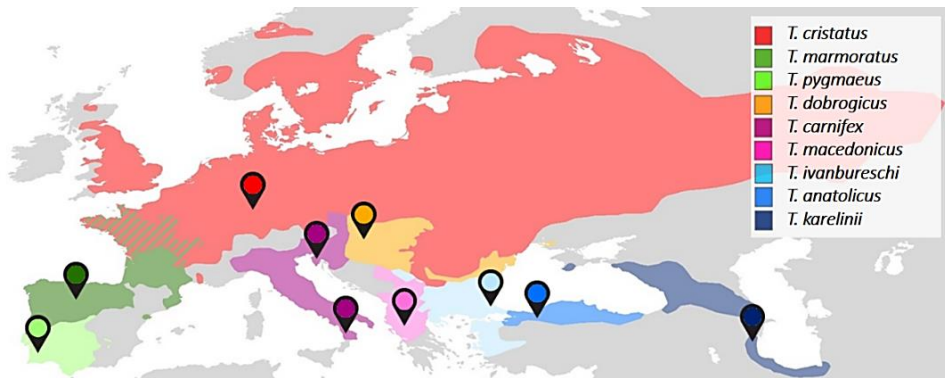 T. cristatus
T. marmoratus
T. pygmaeus
T. dobrogicus
T. carnifex
T. macedonicus
T. ivanbureschi
T. anatolicus
T. karelinii